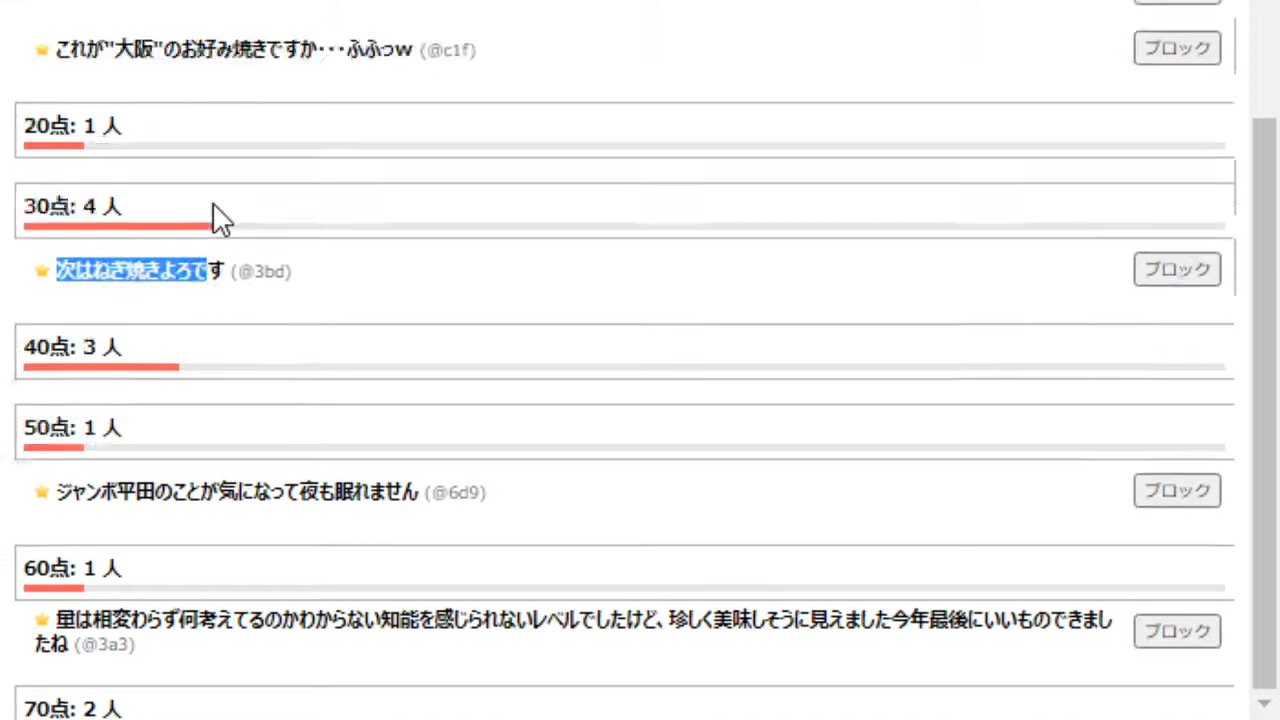 これが"大阪"のお好み焼きですか・・・ふふっw (@c1f)
ブロック
20点: 1 人
30点: 4 人
次はねぎ焼きよろです (@3bd)
ブロック
40点: 3 人
50点: 1 人
ジャンボ平田のことが気になって夜も眠れません (@6d9)
ブロック
60点: 1 人
量は相変わらず何考えてるのかわからない知能を感じられないレベルでしたけど、珍しく美味しそうに見えました今年最後にいいものできまし
たね (@3a3)
ブロック
70点: 2 人